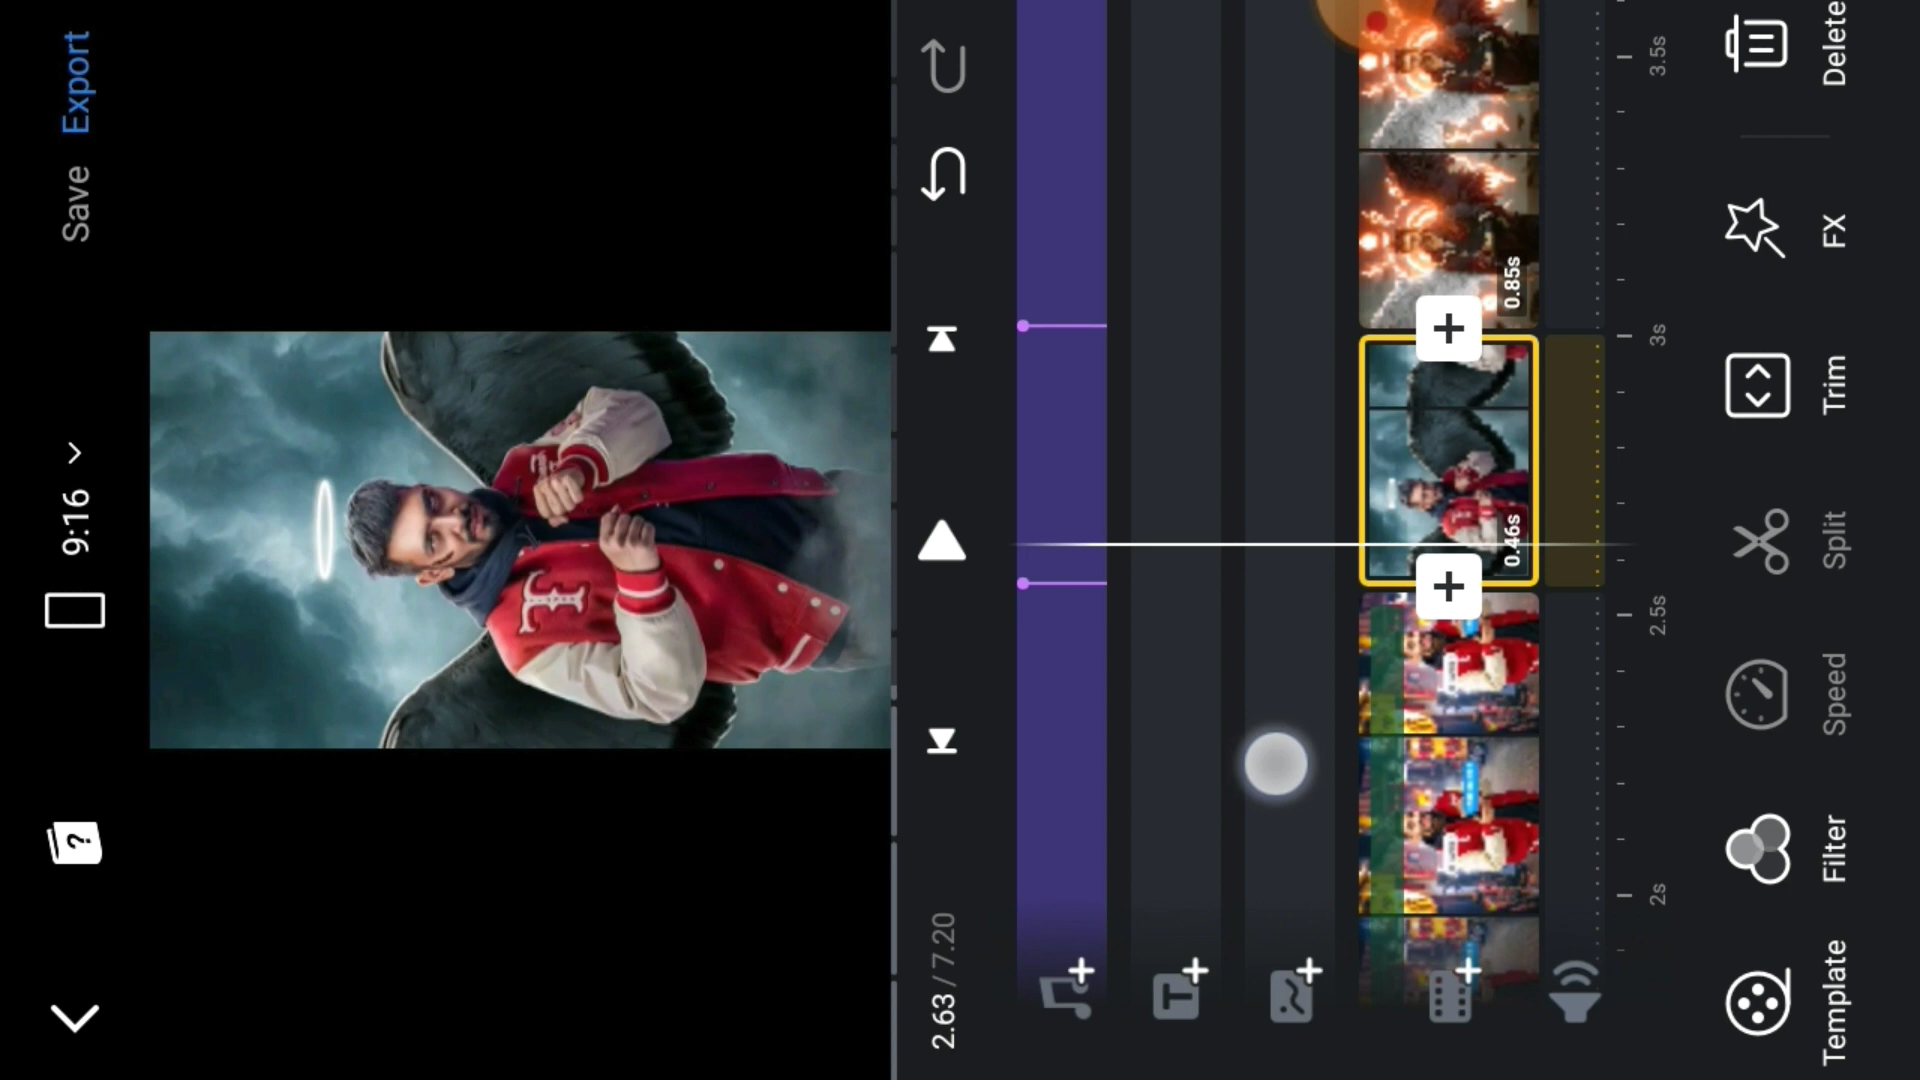 9:16
Save
Export
2.63 / 7.20
T
0.46s
0.85s
2s
2.5s
3s
3.5s
Template
Filter
Speed
Split
Trim
FX
Delete